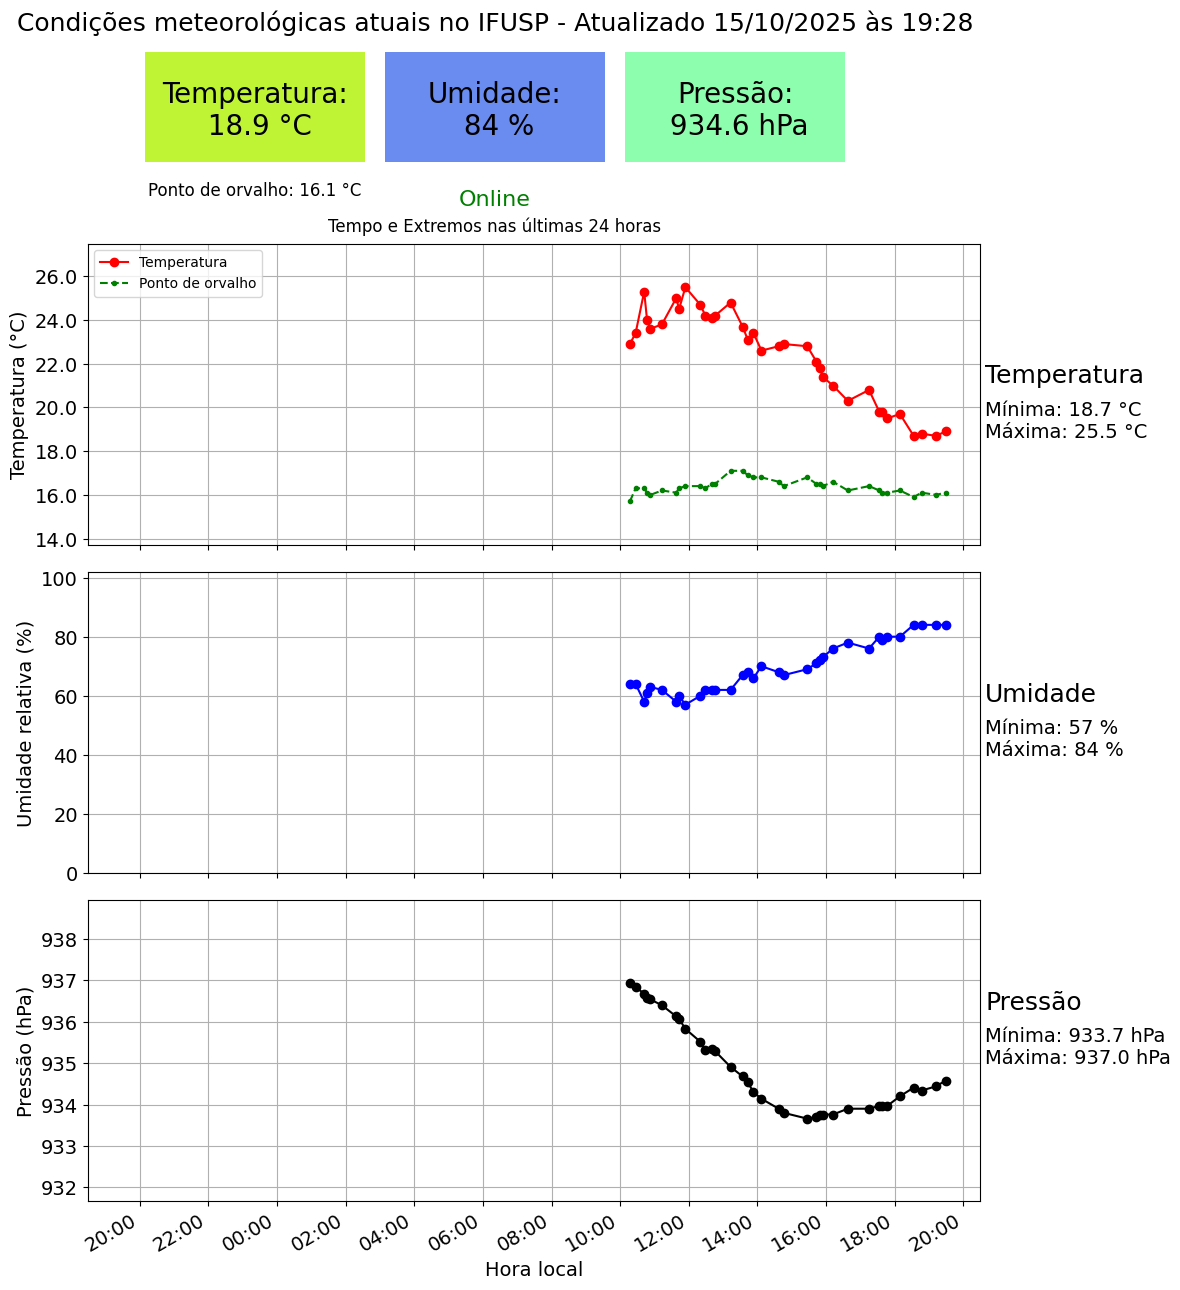 Condições meteorológicas atuais no IFUSP - Atualizado 15/10/2025 às 19:28
Temperatura:
18.9 °C
Umidade:
84 %
Pressão:
934.6 hPa
Ponto de orvalho: 16.1 °C
Online
Tempo e Extremos nas últimas 24 horas
Temperatura
Ponto de orvalho
Temperatura (°C)
26.0
24.0
22.0
20.0
18.0
16.0
14.0
Temperatura
Mínima: 18.7 °C
Máxima: 25.5 °C
Umidade relativa (%)
100
80
60
40
20
0
Umidade
Mínima: 57 %
Máxima: 84 %
Pressão (hPa)
938
937
936
935
934
933
932
Pressão
Mínima: 933.7 hPa
Máxima: 937.0 hPa
20:00
22:00
00:00
02:00
04:00
06:00
08:00
10:00
12:00
14:00
16:00
18:00
20:00
Hora local